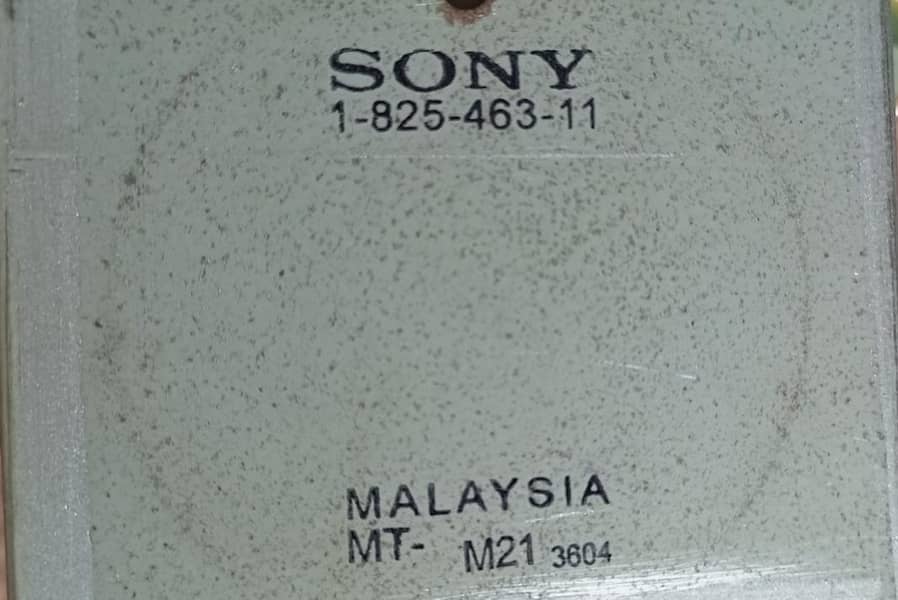 SONY
1-825-463-11
MALAYSIA
MT- M21 3604